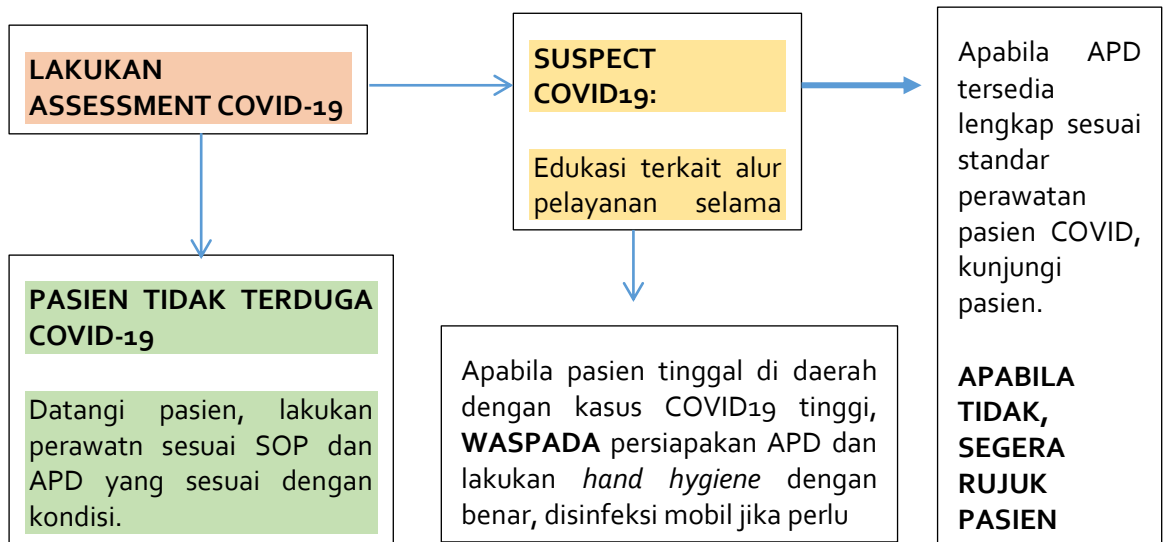 LAKUKAN
ASSESSMENT COVID-19
SUSPECT
COVID19:
Edukasi terkait alur
pelayanan selama
Apabila APD
tersedia
lengkap sesuai
standar
perawatan
pasien COVID,
kunjungi
pasien.
APABILA
TIDAK,
SEGERA
RUJUK
PASIEN
PASIEN TIDAK TERDUGA
COVID-19
Datangi pasien, lakukan
perawatn sesuai SOP dan
APD yang sesuai dengan
kondisi.
Apabila pasien tinggal di daerah
dengan kasus COVID19 tinggi,
WASPADA persiapakan APD dan
lakukan hand hygiene dengan
benar, disinfeksi mobil jika perlu